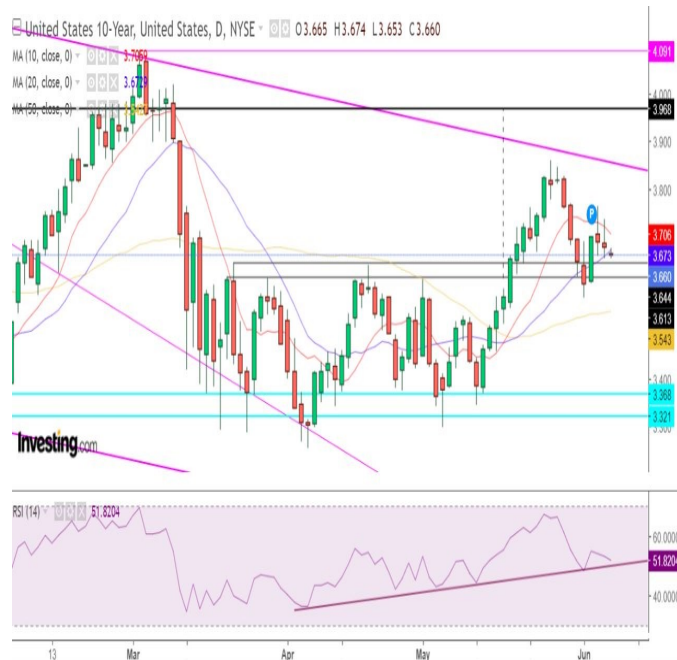 United States 10-Year, United States, D, NYSE O3.665 H3.674 L3.653 C3.660
MA (10, close, 0) 3.7059
MA (20, close, 0)
MA (50, close, 0)
4.091
4.000
3.968
3.900
3.800
P
3.706
3.673
3.660
3.644
3.613
3.543
3.400
3.368
3.321
3.300
Investing.com
RSI (14) 51.8204
60.0000
51.8204
40.0000
13 Mar Apr May Jun